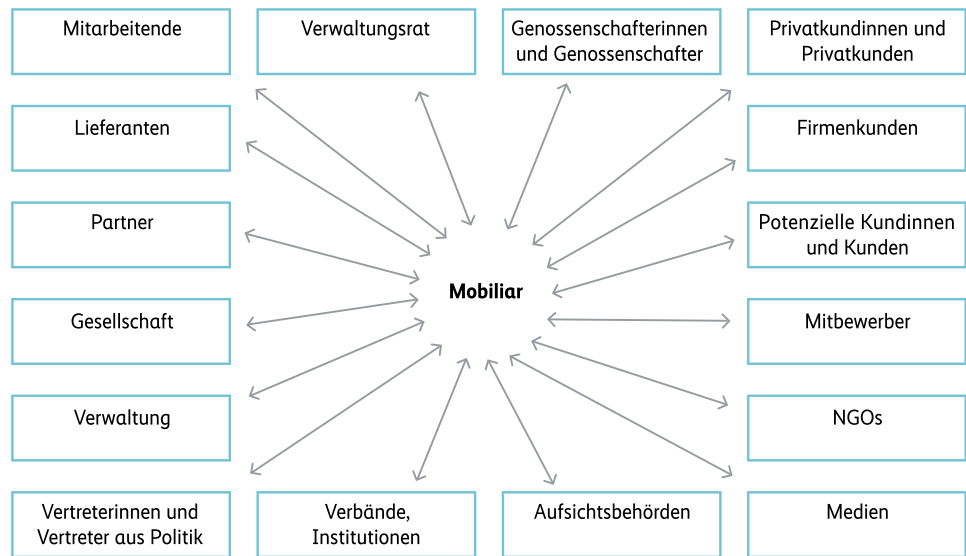 Mitarbeitende
Verwaltungsrat
Genossenschafterinnen
und Genossenschafter
Privatkundinnen und
Privatkunden
Lieferanten
Firmenkunden
Partner
Potenzielle Kundinnen
und Kunden
Mobiliar
Gesellschaft
Mitbewerber
Verwaltung
NGOs
Vertreterinnen und
Vertreter aus Politik
Verbände,
Institutionen
Aufsichtsbehörden
Medien